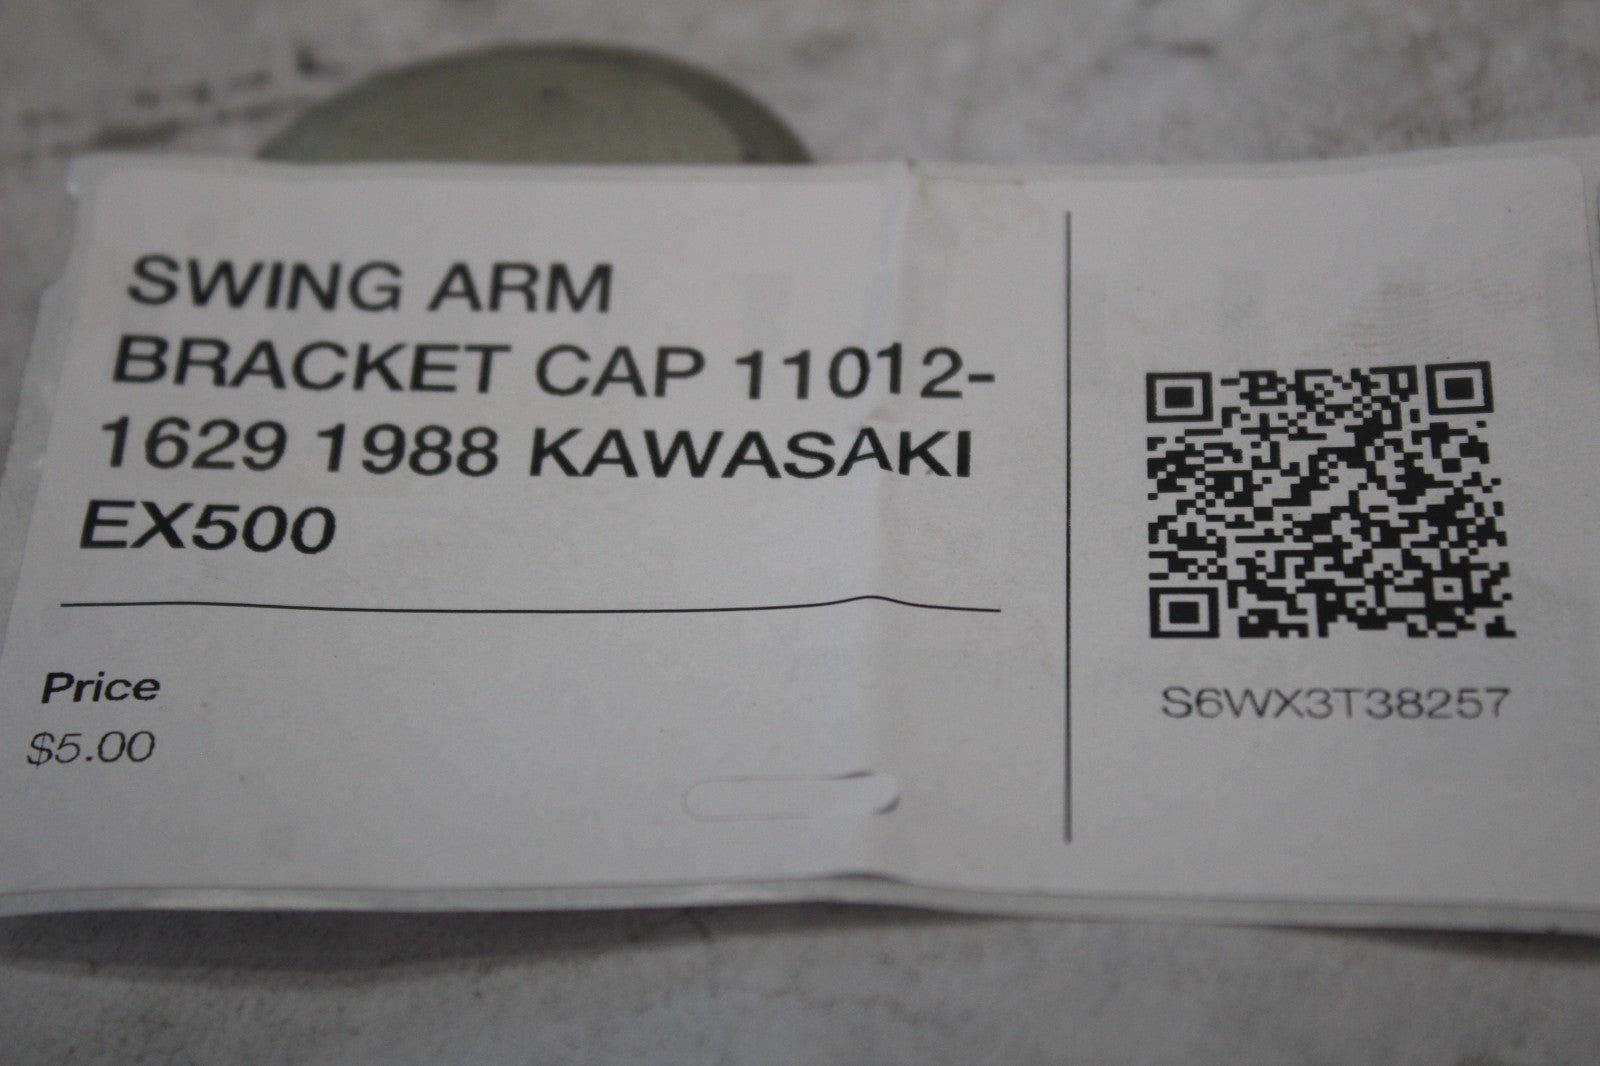 SWING ARM
BRACKET CAP 11012-
1629 1988 KAWASAKI
EX500
Price
$5.00
S6WX3T38257